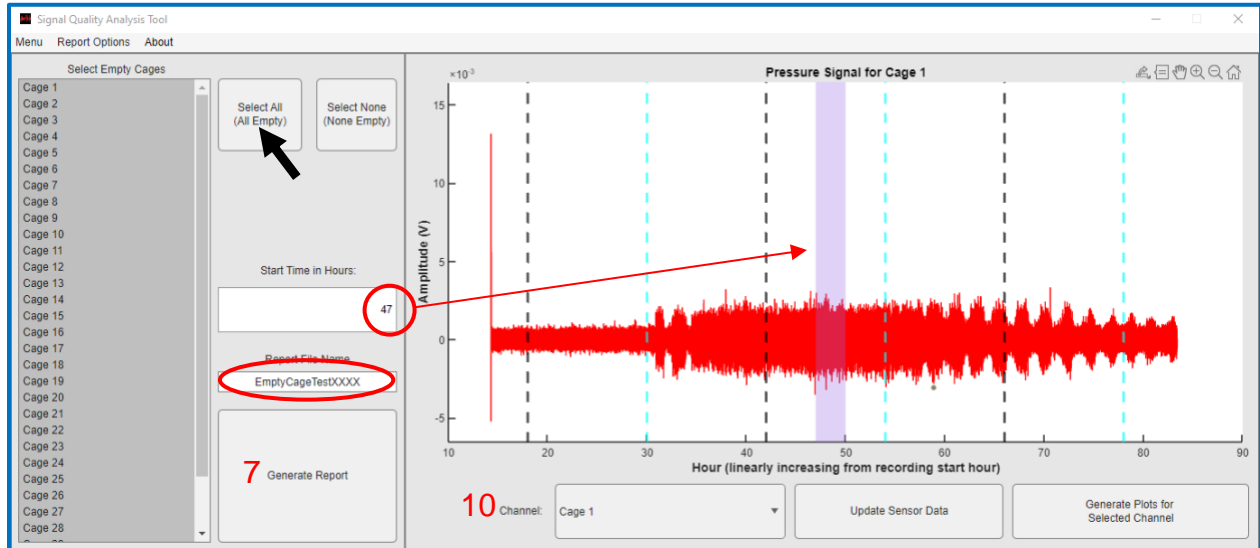 Signal Quality Analysis Tool
Menu Report Options About
Select Empty Cages
Cage 1
Cage 2
Cage 3
Cage 4
Cage 5
Cage 6
Cage 7
Cage 8
Cage 9
Cage 10
Cage 11
Cage 12
Cage 13
Cage 14
Cage 15
Cage 16
Cage 17
Cage 18
Cage 19
Cage 20
Cage 21
Cage 22
Cage 23
Cage 24
Cage 25
Cage 26
Cage 27
Cage 28
Select All
(All Empty)
Select None
(None Empty)
Start Time in Hours:
47
Report File Name
EmptyCageTestXXXX
7
Generate Report
Pressure Signal for Cage 1
×10⁻³
15
10
5
0
-5
Amplitude (V)
10 20 30 40 50 60 70 80 90
Hour (linearly increasing from recording start hour)
10 Channel: Cage 1
Update Sensor Data
Generate Plots for
Selected Channel